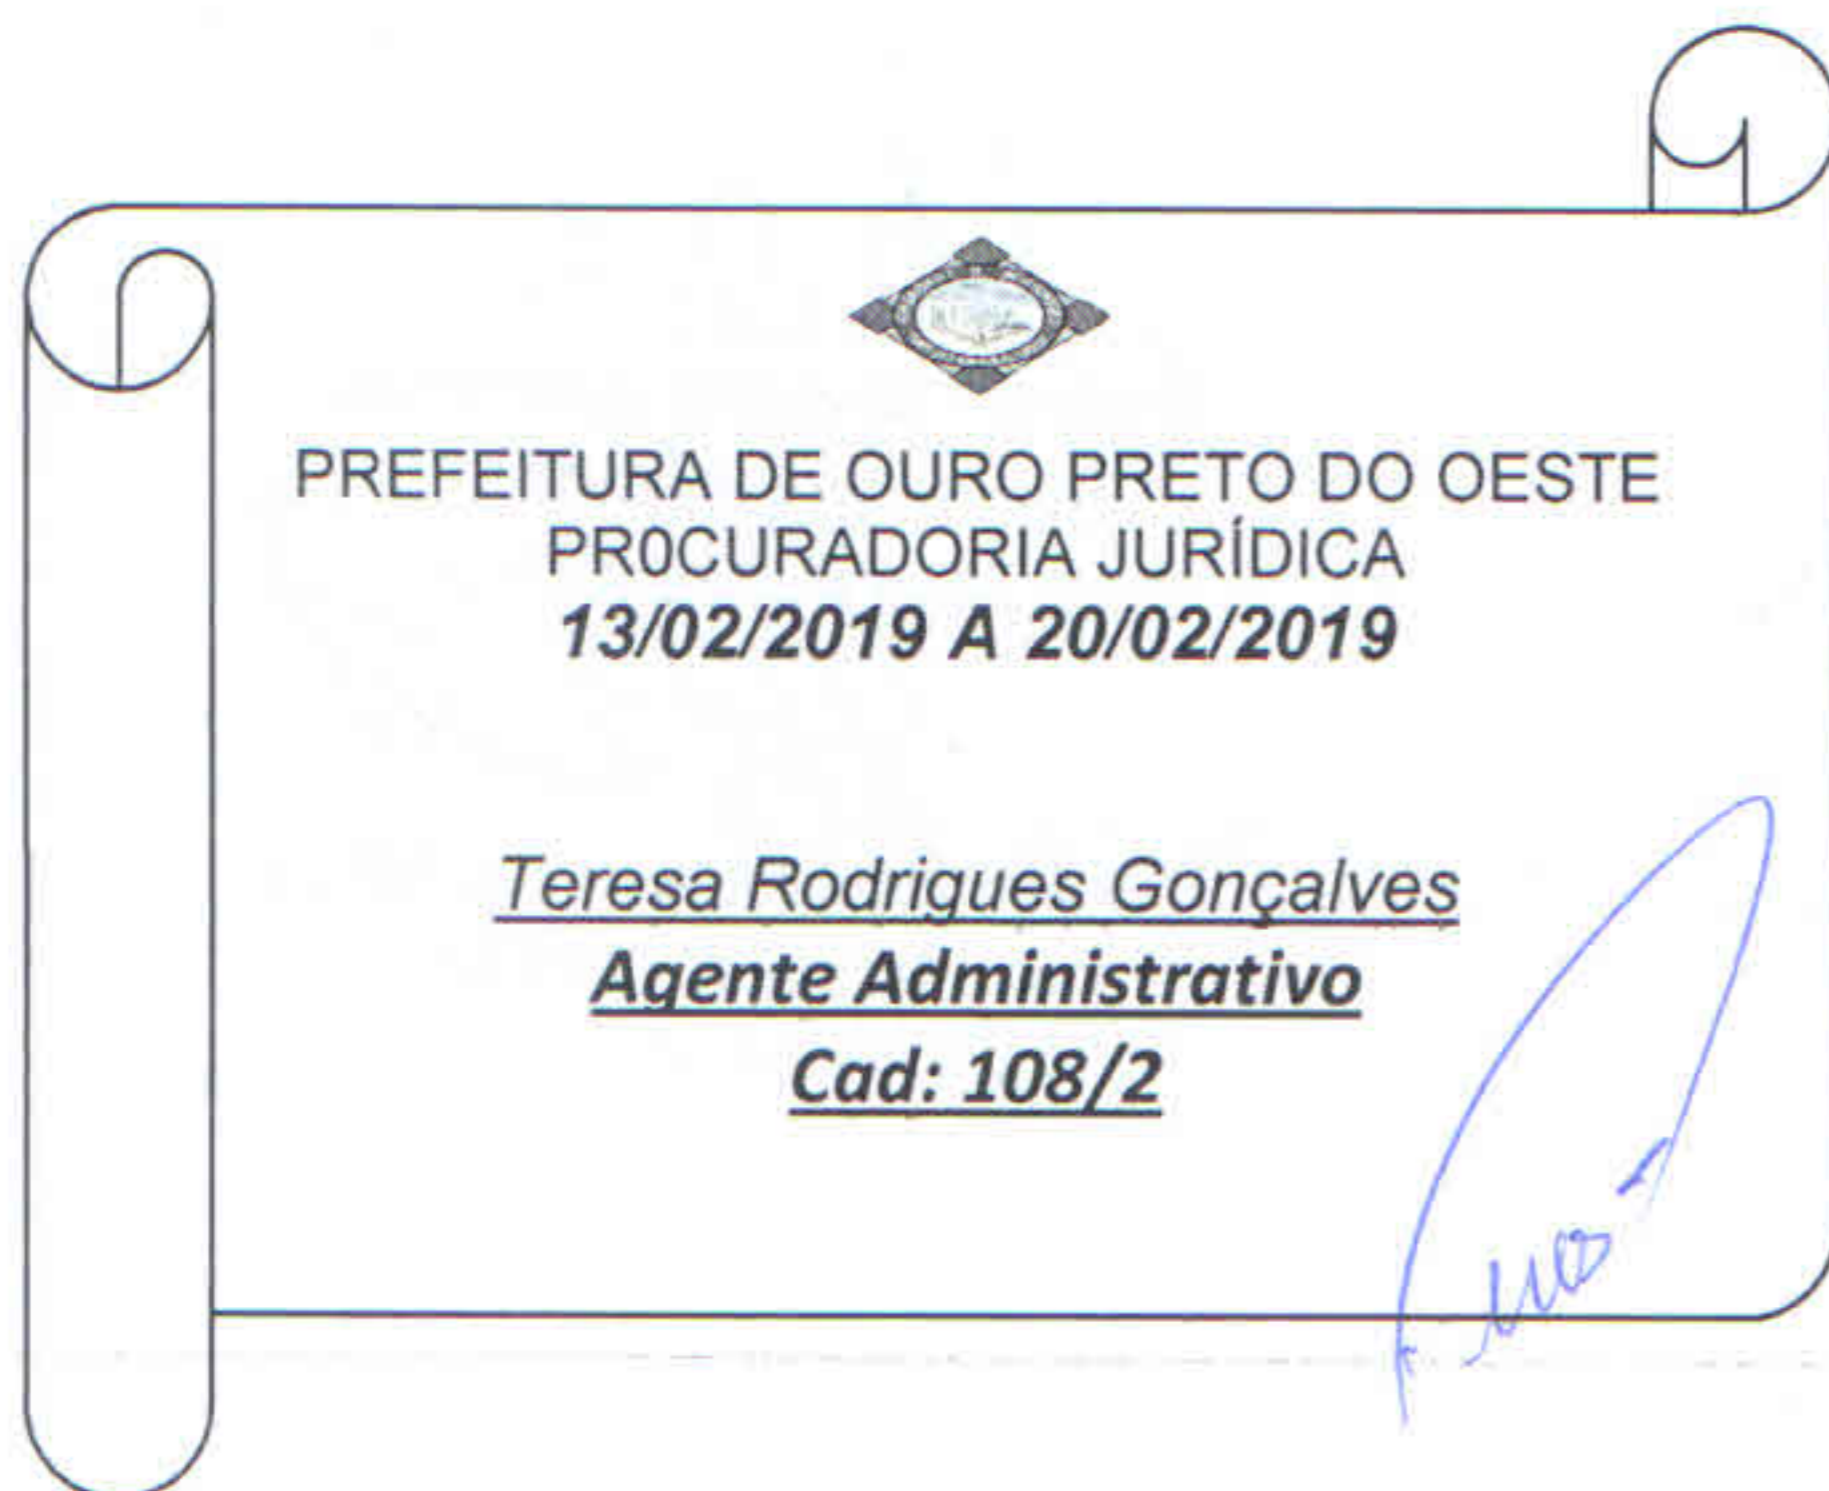 PREFEITURA DE OURO PRETO DO OESTE
PR0CURADORIA JURÍDICA
13/02/2019 A 20/02/2019
Teresa Rodrigues Gonçalves
Agente Administrativo
Cad: 108/2